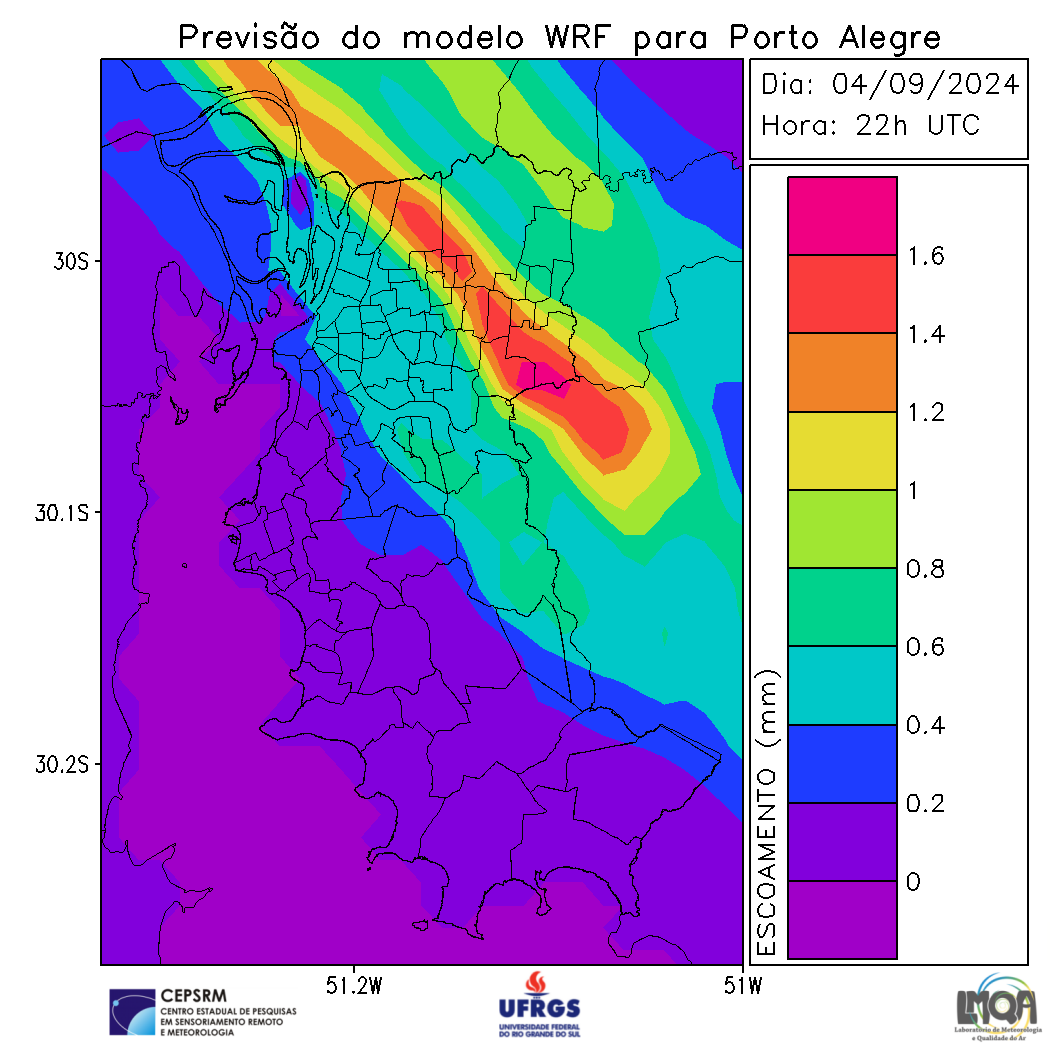 Previsão do modelo WRF para Porto Alegre
Dia: 04/09/2024
Hora: 22h UTC
30S
30.1S
30.2S
51.2W
51W
ESCOAMENTO (mm)
1.6
1.4
1.2
1
0.8
0.6
0.4
0.2
0
CEPSRM
CENTRO ESTADUAL DE PESQUISAS
EM SENSORIAMENTO REMOTO
E METEOROLOGIA
UFRGS
UNIVERSIDADE FEDERAL
DO RIO GRANDE DO SUL
LMQA
Laboratório de Meteorologia
e Qualidade do Ar